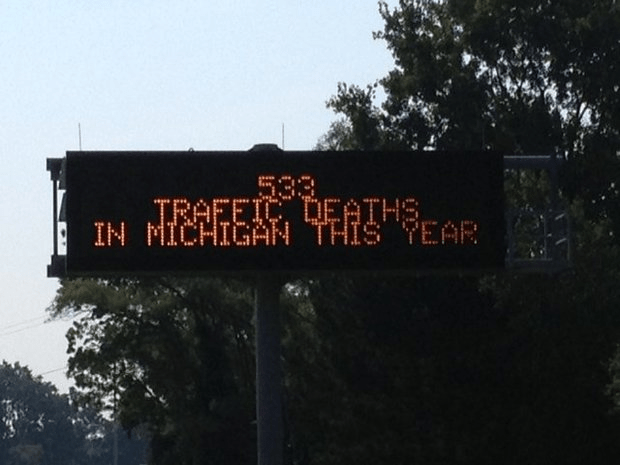 533
TRAFFIC DEATHS
IN MICHIGAN THIS YEAR